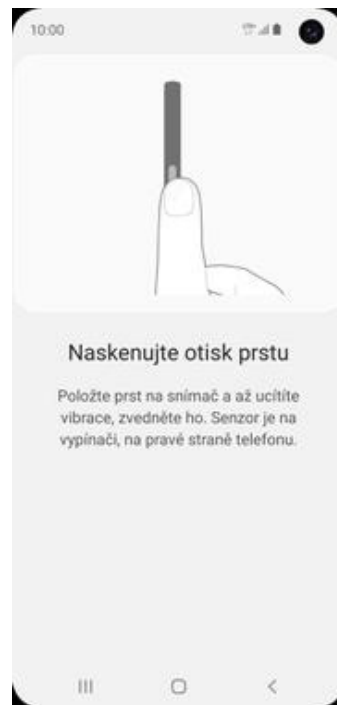 10:00
Naskenujte otisk prstu
Položte prst na snímač a až ucítíte
vibrace, zvedněte ho. Senzor je na
vypínači, na pravé straně telefonu.